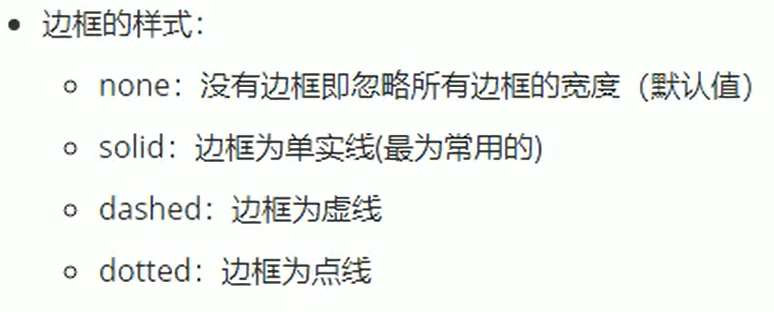 边框的样式：
none：没有边框即忽略所有边框的宽度（默认值）
solid：边框为单实线(最为常用的)
dashed：边框为虚线
dotted：边框为点线